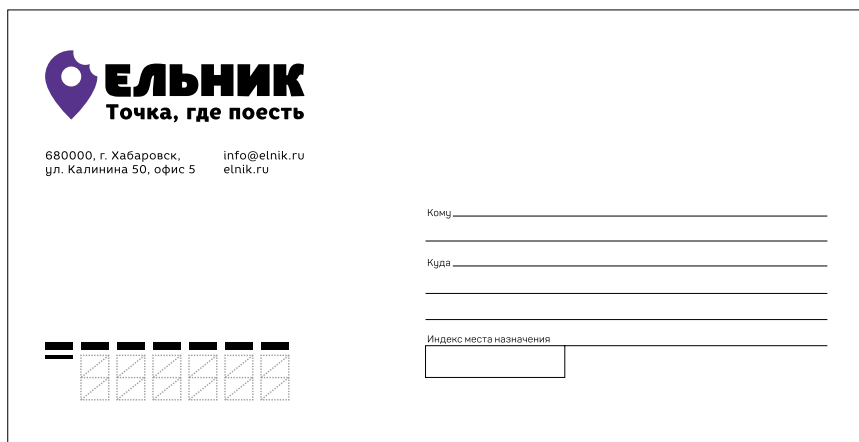 ЕЛЬНИК
Точка, где поесть
680000, г. Хабаровск,
ул. Калинина 50, офис 5
info@elnik.ru
elnik.ru
Кому
Куда
Индекс места назначения